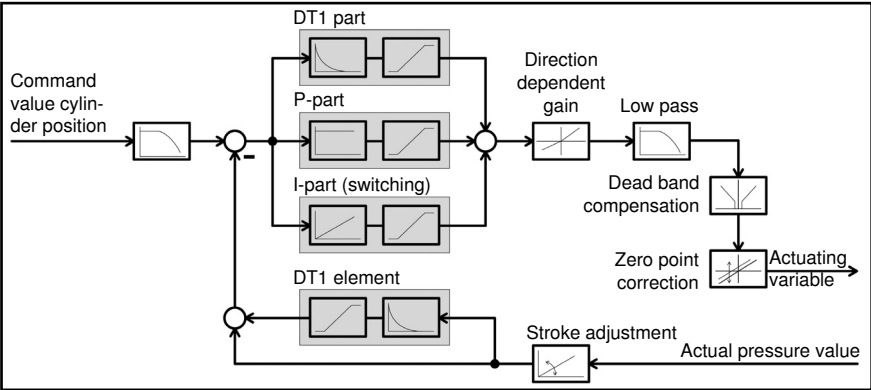 DT1 part
Command
value cylin-
der position
P-part
I-part (switching)
Direction
dependent
gain
Low pass
Dead band
compensation
Zero point
correction
Actuating
variable
DT1 element
Stroke adjustment
Actual pressure value